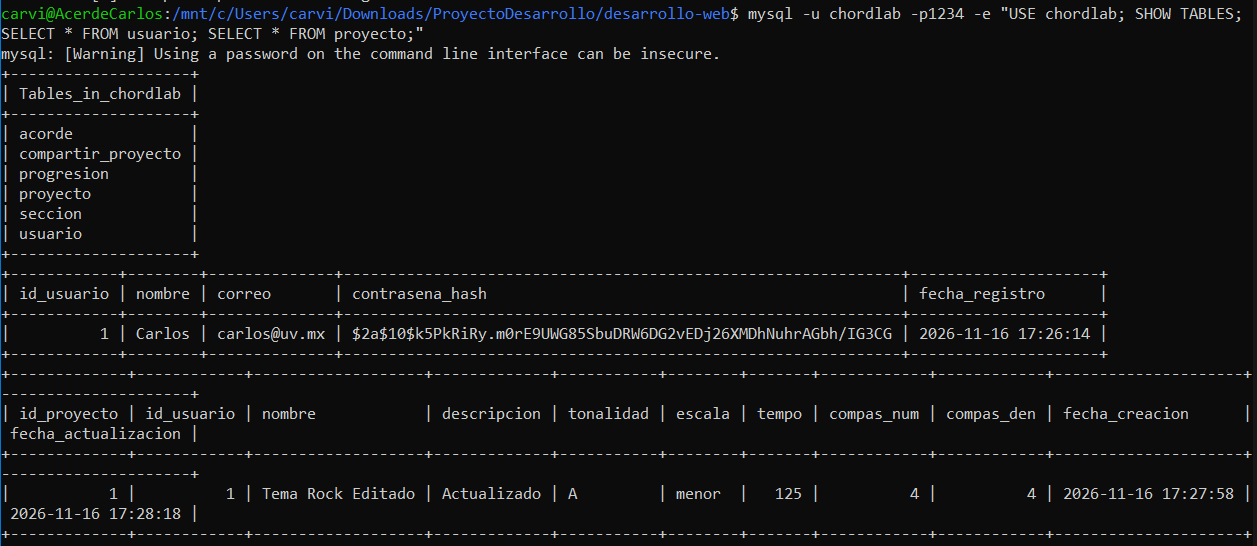 carvi@AcerdeCarlos:/mnt/c/Users/carvi/Downloads/ProyectoDesarrollo/desarrollo-web$ mysql -u chordlab -p1234 -e "USE chordlab; SHOW TABLES;
SELECT * FROM usuario; SELECT * FROM proyecto;"
mysql: [Warning] Using a password on the command line interface can be insecure.
+--------------------+
| Tables_in_chordlab |
+--------------------+
| acorde             |
| compartir_proyecto |
| progresion         |
| proyecto           |
| seccion            |
| usuario            |
+--------------------+
+------------+--------+-------------+--------------------------------------------------------------+---------------------+
| id_usuario | nombre | correo      | contrasena_hash                                              | fecha_registro      |
+------------+--------+-------------+--------------------------------------------------------------+---------------------+
|          1 | Carlos | carlos@uv.mx | $2a$10$k5PkRiRy.m0rE9UWG85SbuDRW6DG2vEDj26XMDhNuhrAGbh/IG3CG | 2026-11-16 17:26:14 |
+------------+--------+-------------+--------------------------------------------------------------+---------------------+
+-------------+------------+-------------------+-------------+-----------+--------+-------+------------+------------+---------------------+
---------------------+
| id_proyecto | id_usuario | nombre            | descripcion | tonalidad | escala | tempo | compas_num | compas_den | fecha_creacion      |
 fecha_actualizacion |
+-------------+------------+-------------------+-------------+-----------+--------+-------+------------+------------+---------------------+
---------------------+
|           1 |          1 | Tema Rock Editado | Actualizado | A         | menor  |   125 |          4 |          4 | 2026-11-16 17:27:58 |
 2026-11-16 17:28:18 |
+-------------+------------+-------------------+-------------+-----------+--------+-------+------------+------------+---------------------+